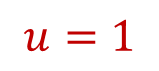 u = 1